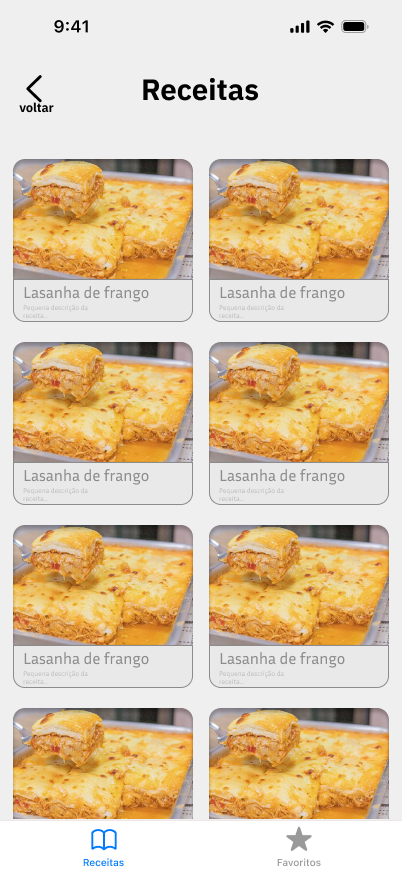 9:41
voltar
Receitas
Lasanha de frango
Pequena descrição da
receita...
Lasanha de frango
Pequena descrição da
receita...
Lasanha de frango
Pequena descrição da
receita...
Lasanha de frango
Pequena descrição da
receita...
Lasanha de frango
Pequena descrição da
receita...
Lasanha de frango
Pequena descrição da
receita...
Receitas
Favoritos